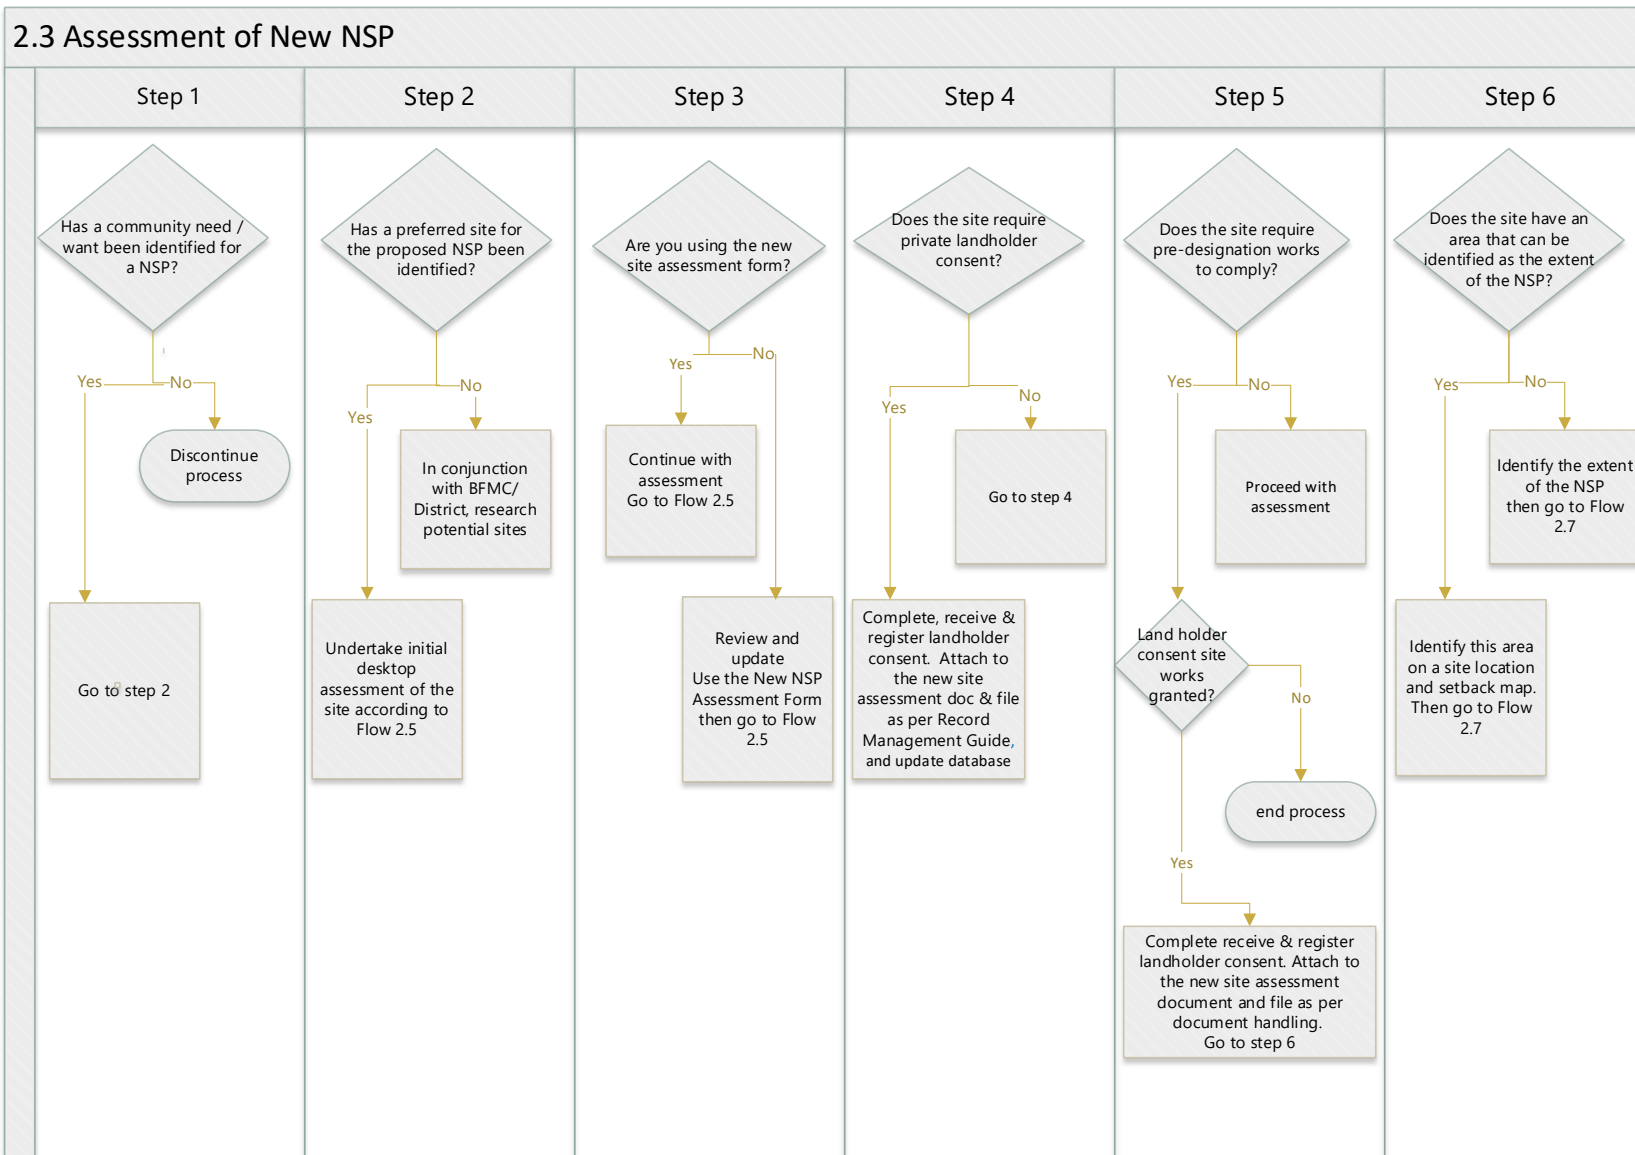 2.3 Assessment of New NSP
Step 1
Step 2
Step 3
Step 4
Step 5
Step 6
Has a community need /
want been identified for
a NSP?
Yes
No
Discontinue
process
Go to step 2
Has a preferred site for
the proposed NSP been
identified?
Yes
No
In conjunction
with BFMC/
District, research
potential sites
Undertake initial
desktop
assessment of the
site according to
Flow 2.5
Are you using the new
site assessment form?
Yes
No
Continue with
assessment
Go to Flow 2.5
Review and
update
Use the New NSP
Assessment Form
then go to Flow
2.5
Does the site require
private landholder
consent?
Yes
No
Go to step 4
Complete, receive &
register landholder
consent.  Attach to
the new site
assessment doc & file
as per Record
Management Guide,
and update database
Does the site require
pre-designation works
to comply?
Yes
No
Proceed with
assessment
Land holder
consent site
works
granted?
No
end process
Yes
Complete receive & register
landholder consent. Attach to
the new site assessment
document and file as per
document handling.
Go to step 6
Does the site have an
area that can be
identified as the extent
of the NSP?
Yes
No
Identify the extent
of the NSP
then go to Flow
2.7
Identify this area
on a site location
and setback map.
Then go to Flow
2.7